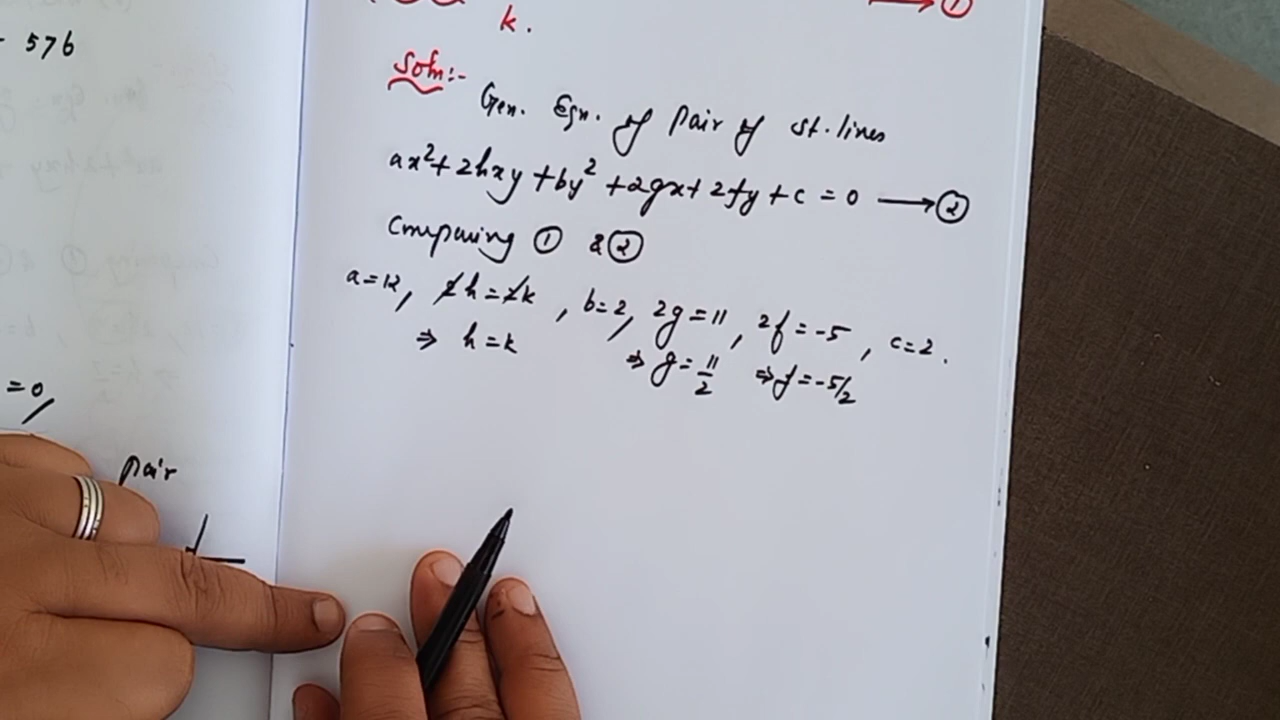 - 576
= 0
pair
k.
①
Soln:-
Gen. Eqn. of Pair of st. lines
ax²+2hxy +by² +2gx+ 2fy + c = 0 ⟶②
Comparing ① & ②
a=12, 2h=2k, b=2, 2g=11, 2f=-5, c=2.
⇒ h=k ⇒ g=11/2 ⇒f=-5/2